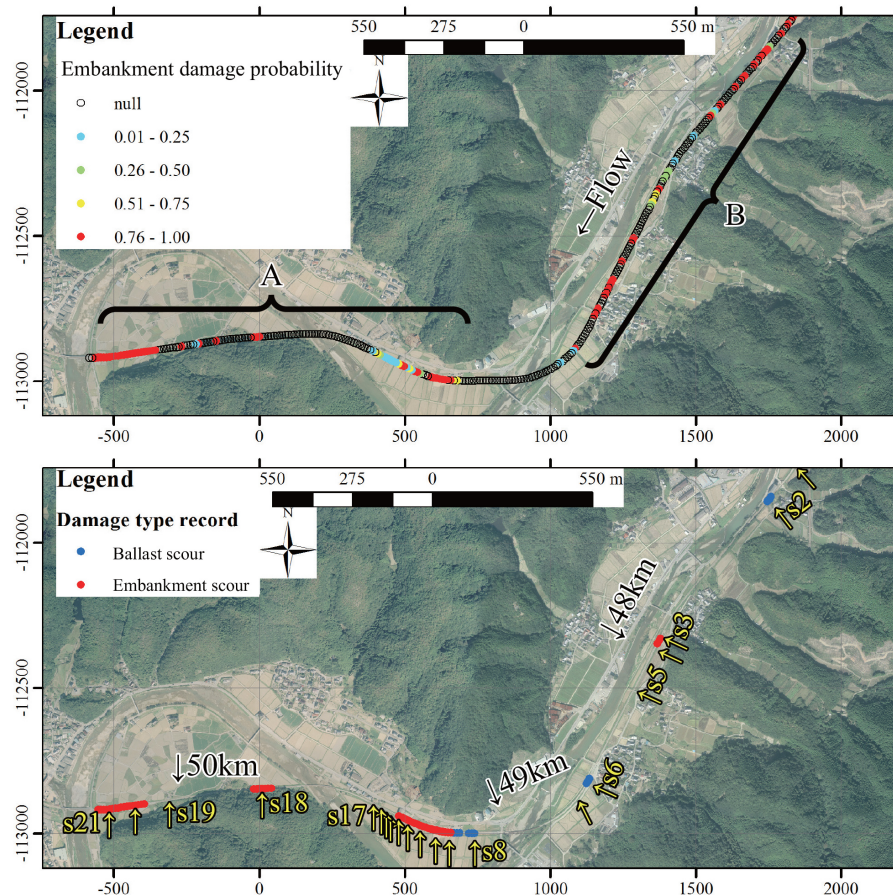 550 275 0 550 m
Legend
Embankment damage probability
N
null
0.01 - 0.25
0.26 - 0.50
0.51 - 0.75
0.76 - 1.00
←Flow
A
B
-112000
-112500
-113000
-500 0 500 1000 1500 2000
550 275 0 550 m
Legend
Damage type record
N
Ballast scour
Embankment scour
↑s2
↓48km
↑↑s3
↑s5
↓49km
↑↑s6
↓50km
s21↑ ↑ ↑s19 ↑s18 s17↑↑↑↑↑↑↑↑↑↑s8
-112000
-112500
-113000
-500 0 500 1000 1500 2000